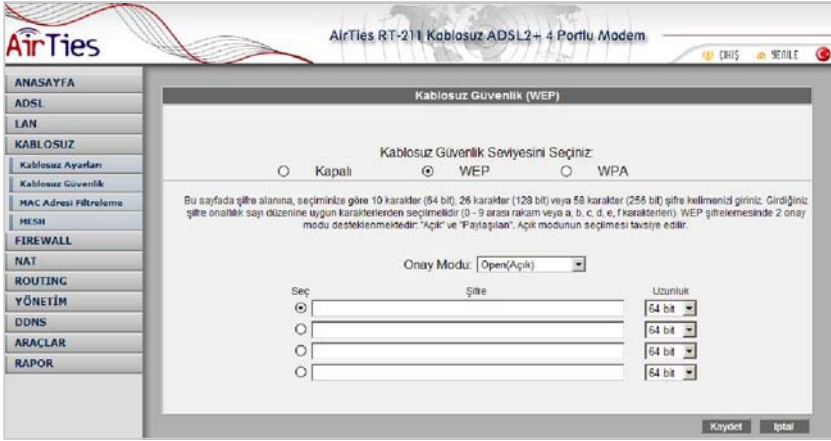 AirTies
AirTies RT-211 Kablosuz ADSL2+ 4 Portlu Modem
ÇIKIŞ YENİLE
ANASAYFA
ADSL
LAN
KABLOSUZ
Kablosuz Ayarları
Kablosuz Güvenlik
MAC Adresi Filtreleme
MESH
FIREWALL
NAT
ROUTING
YÖNETİM
DDNS
ARAÇLAR
RAPOR
Kablosuz Güvenlik (WEP)
Kablosuz Güvenlik Seviyesini Seçiniz:
Kapalı WEP WPA
Bu sayfada şifre alanına, seçiminize göre 10 karakter (64 bit), 26 karakter (128 bit) veya 58 karakter (256 bit) şifre kelimenizi giriniz. Girdiğiniz
şifre onaltılık sayı düzenine uygun karakterlerden seçilmelidir (0 - 9 arası rakam veya a, b, c, d, e, f karakterleri). WEP şifrelemesinde 2 onay
modu desteklenmektedir: "Açık" ve "Paylaşılan". Açık modunun seçilmesi tavsiye edilir.
Onay Modu: Open(Açık)
Seç Şifre Uzunluk
64 bit
64 bit
64 bit
64 bit
Kaydet İptal